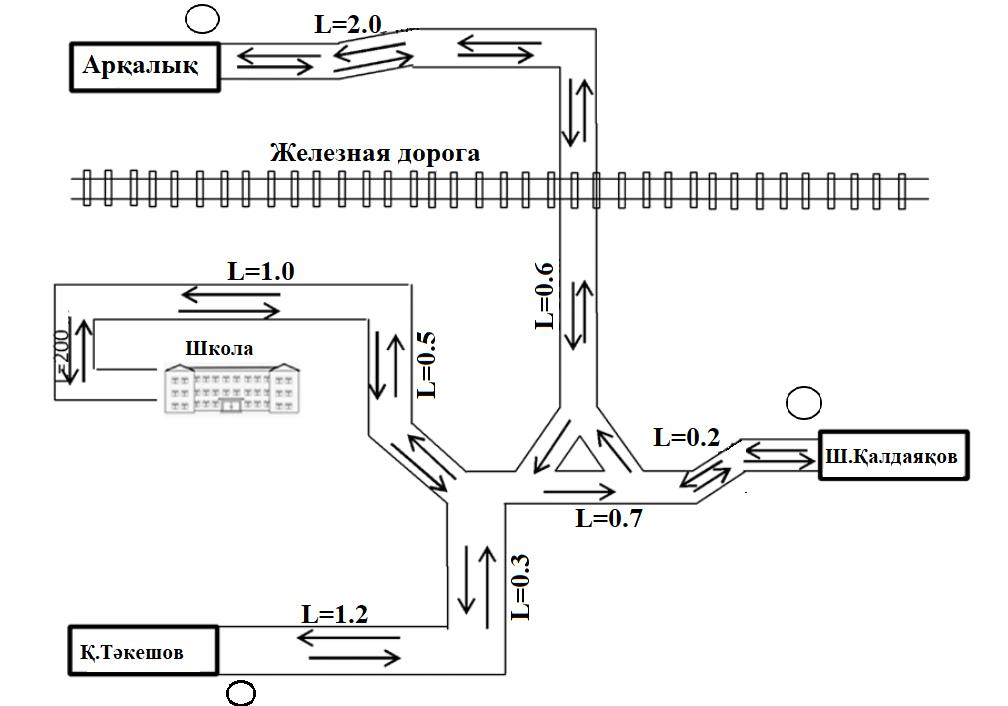 L=2.0
Арқалық
Железная дорога
L=1.0
L=0.6
Школа
=200
L=0.5
L=0.2
Ш.Қалдаяқов
L=0.7
L=0.3
L=1.2
Қ.Тәкешов